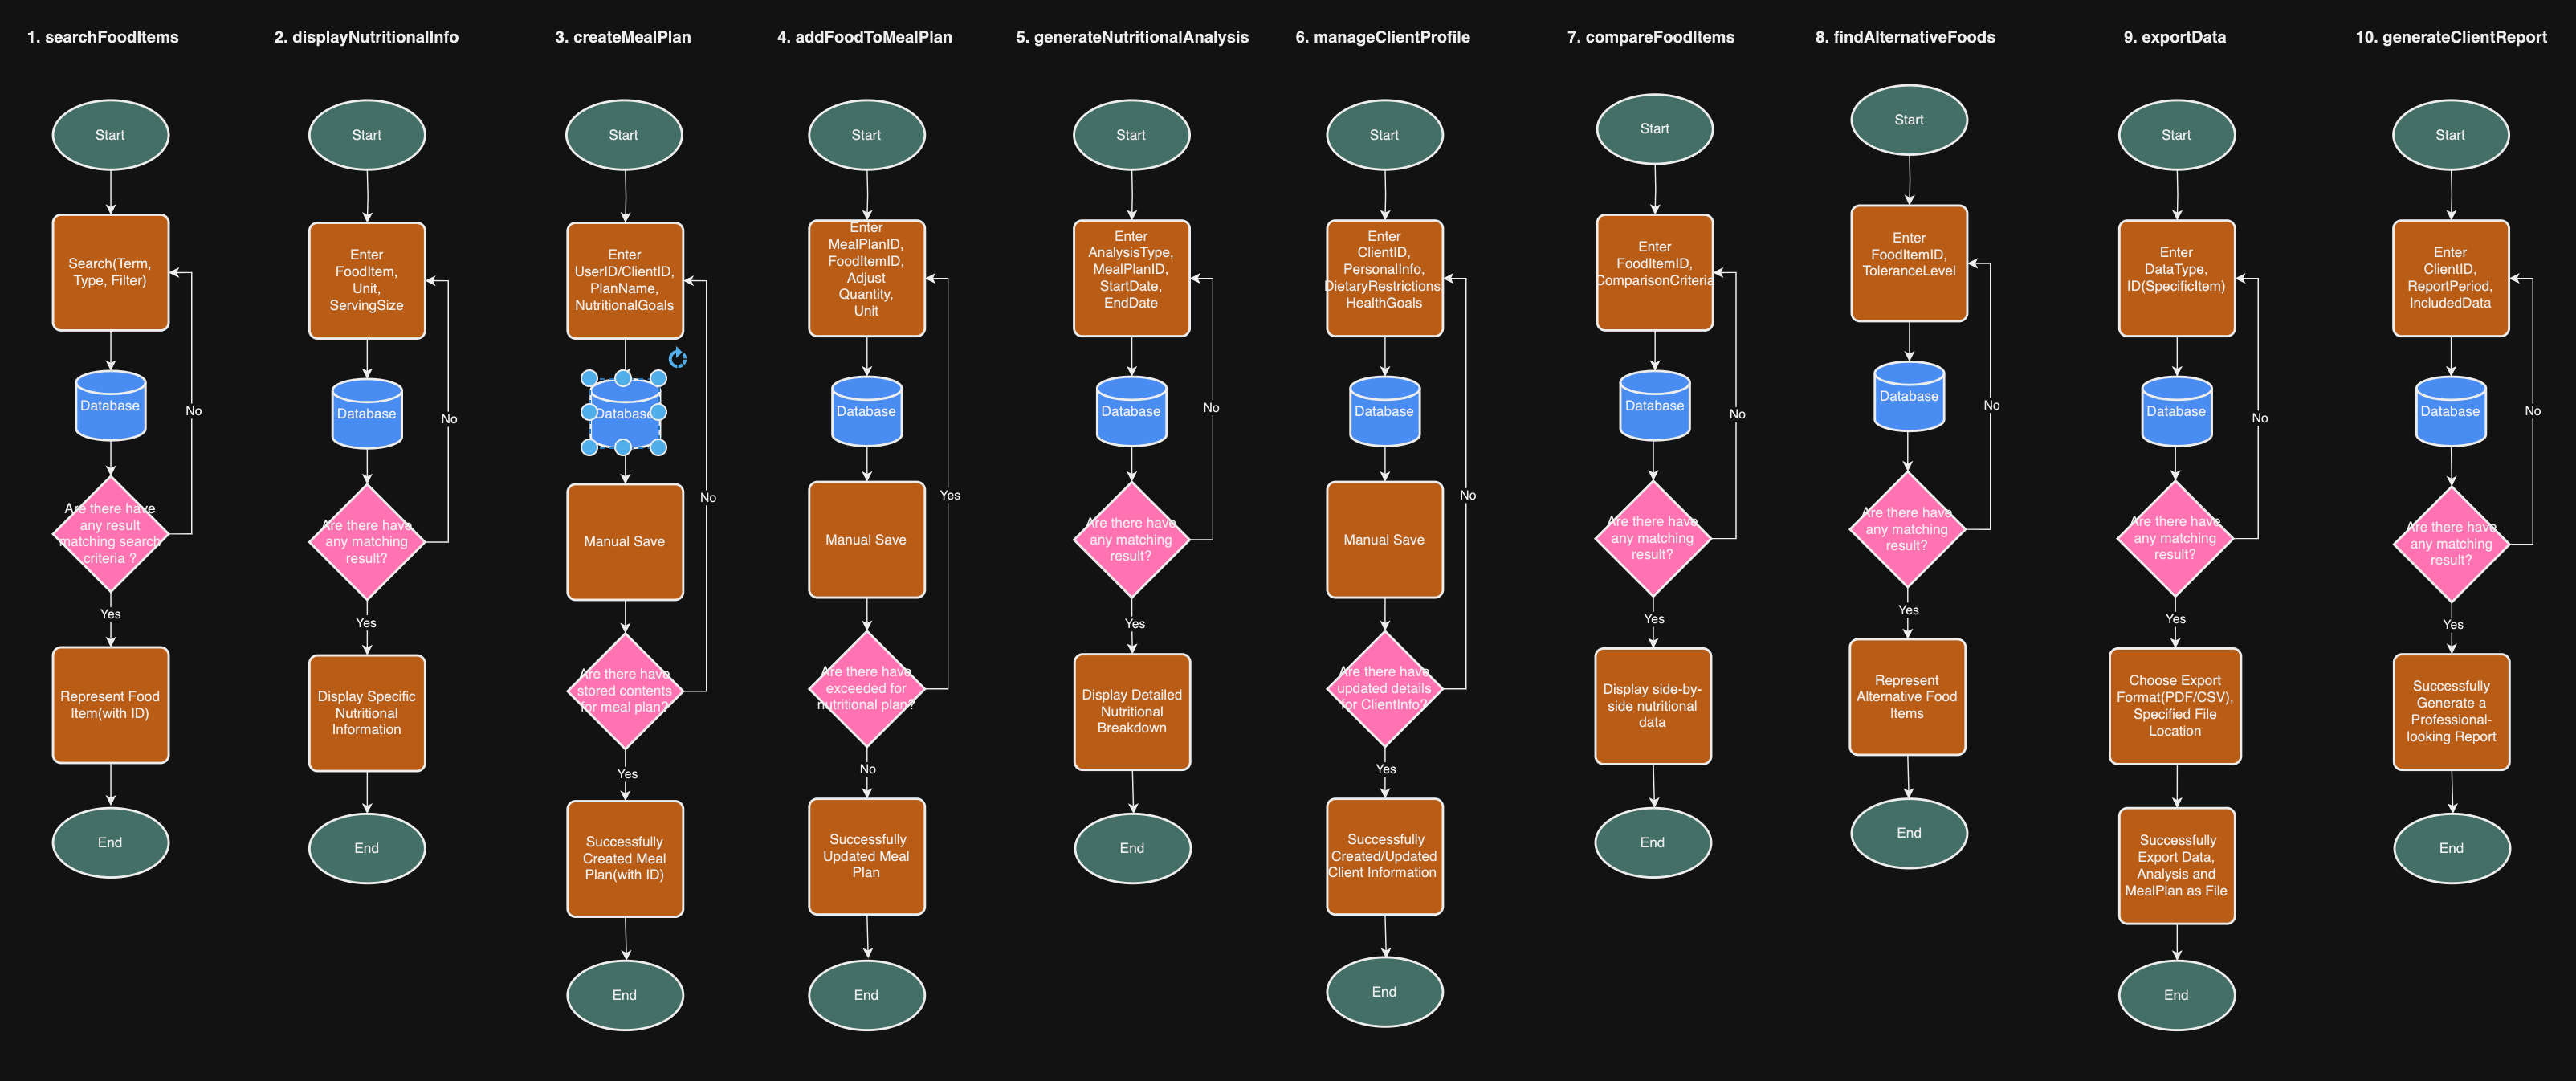 1. searchFoodItems
Start
Search(Term,
Type, Filter)
Database
No
Are there have
any result
matching search
criteria ?
Yes
Represent Food
Item(with ID)
End
2. displayNutritionalInfo
Start
Enter
FoodItem,
Unit,
ServingSize
Database
No
Are there have
any matching
result?
Yes
Display Specific
Nutritional
Information
End
3. createMealPlan
Start
Enter
UserID/ClientID,
PlanName,
NutritionalGoals
Database
Manual Save
No
Are there have
stored contents
for meal plan?
Yes
Successfully
Created Meal
Plan(with ID)
End
4. addFoodToMealPlan
Start
Enter
MealPlanID,
FoodItemID,
Adjust
Quantity,
Unit
Database
Manual Save
Yes
Are there have
exceeded for
nutritional plan?
No
Successfully
Updated Meal
Plan
End
5. generateNutritionalAnalysis
Start
Enter
AnalysisType,
MealPlanID,
StartDate,
EndDate
Database
No
Are there have
any matching
result?
Yes
Display Detailed
Nutritional
Breakdown
End
6. manageClientProfile
Start
Enter
ClientID,
PersonalInfo,
DietaryRestrictions
HealthGoals
Database
Manual Save
No
Are there have
updated details
for ClientInfo?
Yes
Successfully
Created/Updated
Client Information
End
7. compareFoodItems
Start
Enter
FoodItemID,
ComparisonCriteria
Database
No
Are there have
any matching
result?
Yes
Display side-by-
side nutritional
data
End
8. findAlternativeFoods
Start
Enter
FoodItemID,
ToleranceLevel
Database
No
Are there have
any matching
result?
Yes
Represent
Alternative Food
Items
End
9. exportData
Start
Enter
DataType,
ID(SpecificItem)
Database
No
Are there have
any matching
result?
Yes
Choose Export
Format(PDF/CSV),
Specified File
Location
Successfully
Export Data,
Analysis and
MealPlan as File
End
10. generateClientReport
Start
Enter
ClientID,
ReportPeriod,
IncludedData
Database
No
Are there have
any matching
result?
Yes
Successfully
Generate a
Professional-
looking Report
End